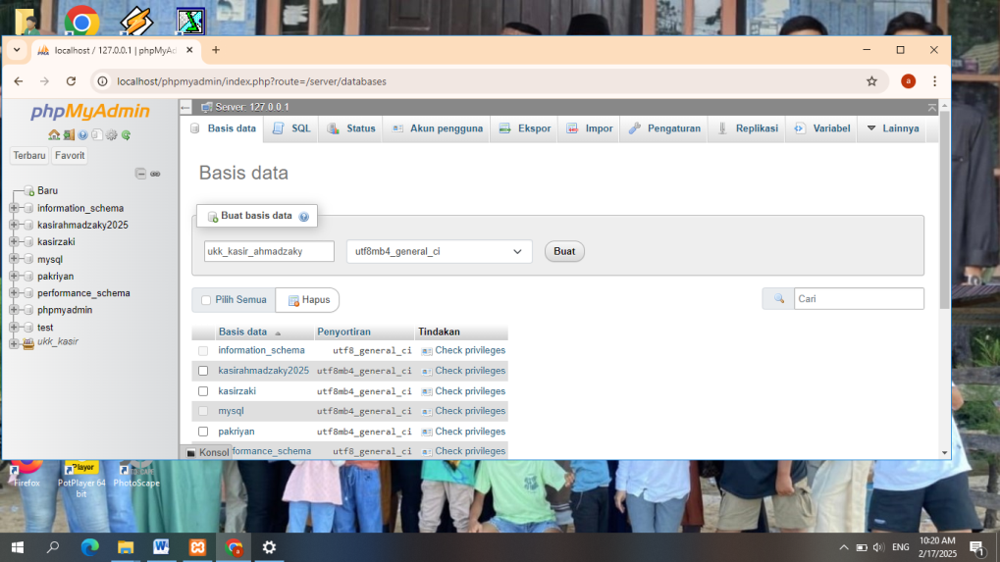 localhost / 127.0.0.1 | phpMyAd
localhost/phpmyadmin/index.php?route=/server/databases
a
phpMyAdmin
Terbaru
Favorit
Baru
information_schema
kasirahmadzaky2025
kasirzaki
mysql
pakriyan
performance_schema
phpmyadmin
test
ukk_kasir
Server: 127.0.0.1
Basis data
SQL
Status
Akun pengguna
Ekspor
Impor
Pengaturan
Replikasi
Variabel
Lainnya
Basis data
Buat basis data
ukk_kasir_ahmadzaky
utf8mb4_general_ci
Buat
Pilih Semua
Hapus
Cari
Basis data Penyortiran Tindakan
information_schema utf8_general_ci Check privileges
kasirahmadzaky2025 utf8mb4_general_ci Check privileges
kasirzaki utf8mb4_general_ci Check privileges
mysql utf8mb4_general_ci Check privileges
pakriyan utf8mb4_general_ci Check privileges
Konsol
formance_schema utf8_general_ci Check privileges
Firefox
Player
PotPlayer 64
bit
PhotoScape
ENG
10:20 AM
2/17/2025
1